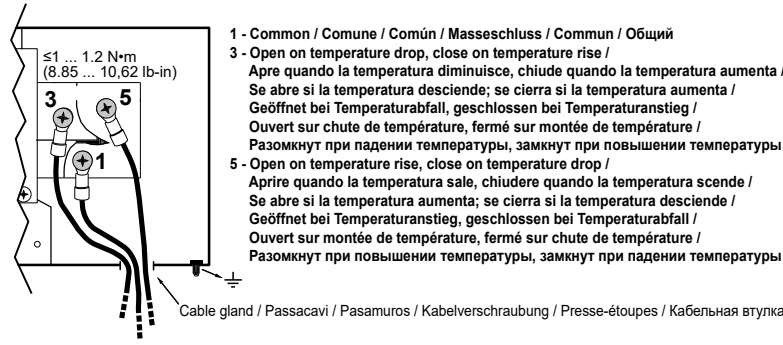 ≤1 ... 1.2 N•m
(8.85 ... 10,62 lb-in)
3
5
1
1 - Common / Comune / Común / Masseschluss / Commun / Общий
3 - Open on temperature drop, close on temperature rise /
Apre quando la temperatura diminuisce, chiude quando la temperatura aumenta /
Se abre si la temperatura desciende; se cierra si la temperatura aumenta /
Geöffnet bei Temperaturabfall, geschlossen bei Temperaturanstieg /
Ouvert sur chute de température, fermé sur montée de température /
Разомкнут при падении температуры, замкнут при повышении температуры
5 - Open on temperature rise, close on temperature drop /
Aprire quando la temperatura sale, chiudere quando la temperatura scende /
Se abre si la temperatura aumenta; se cierra si la temperatura desciende /
Geöffnet bei Temperaturanstieg, geschlossen bei Temperaturabfall /
Ouvert sur montée de température, fermé sur chute de température /
Разомкнут при повышении температуры, замкнут при падении температуры
Cable gland / Passacavi / Pasamuros / Kabelverschraubung / Presse-étoupes / Кабельная втулка